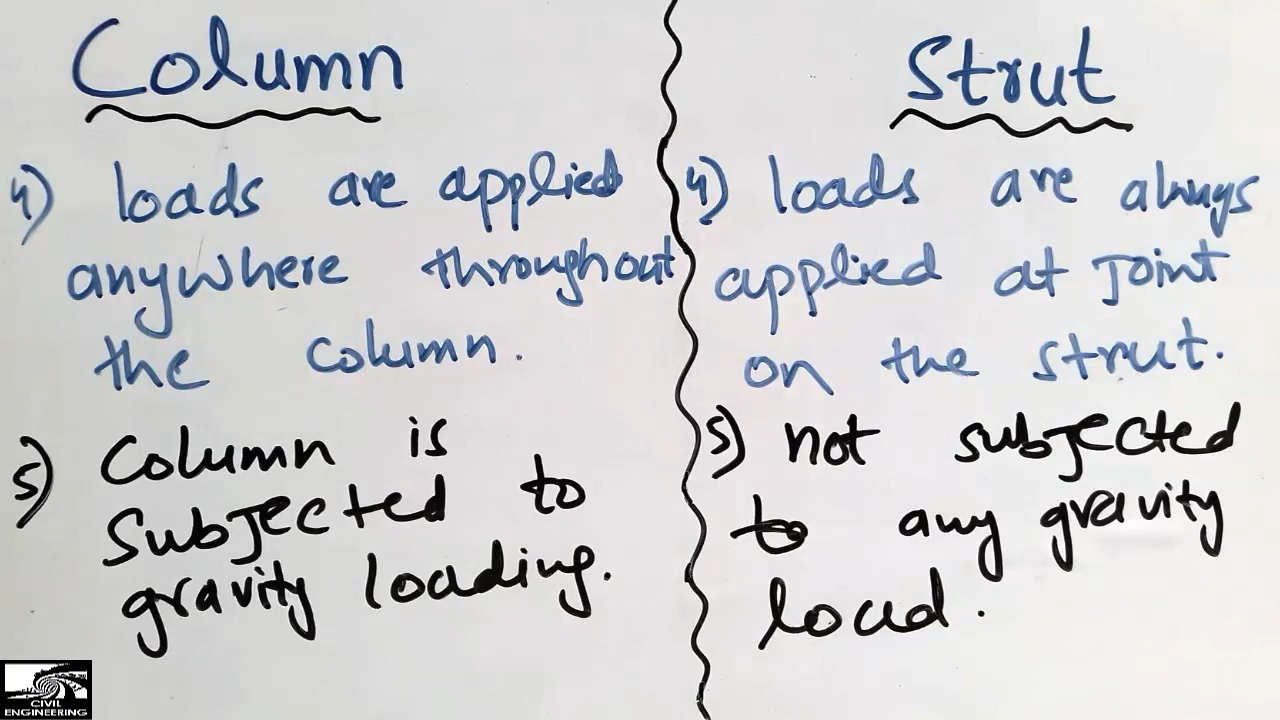 Column
4) loads are applied
anywhere throughout
the column.
5) Column is
Subjected to
gravity loading.
Strut
4) loads are always
applied at Joint
on the strut.
5) not subjected
to any gravity
load.
CIVIL
ENGINEERING